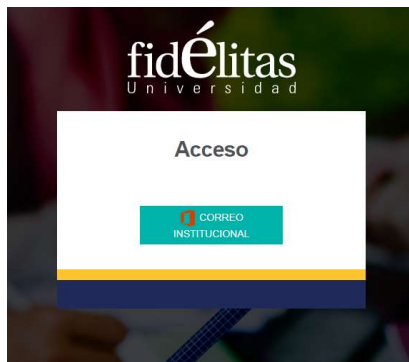 fidélitas
Universidad
Acceso
CORREO
INSTITUCIONAL